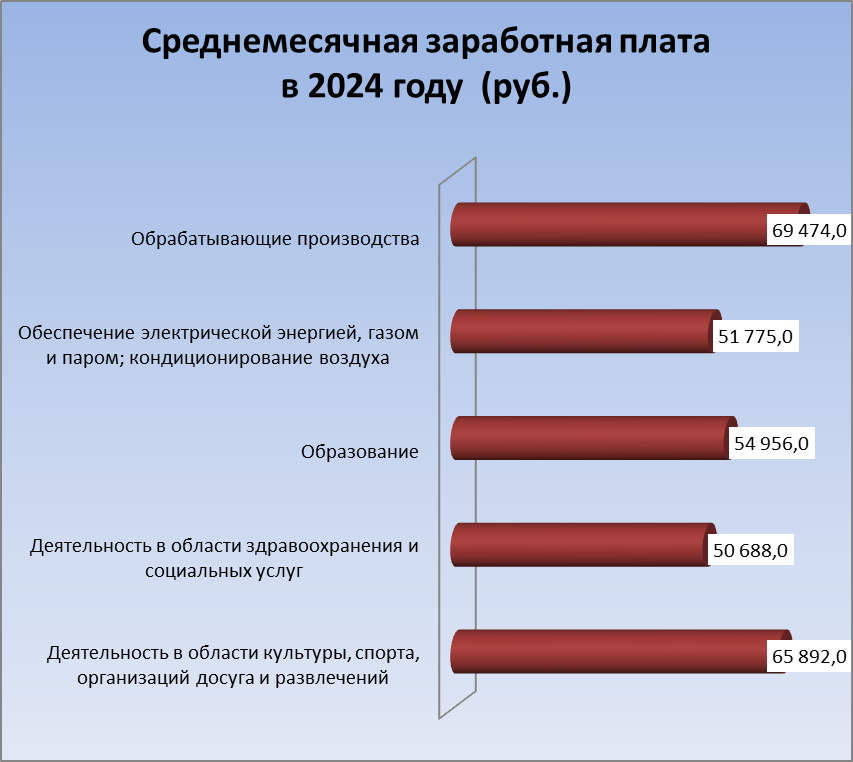 Среднемесячная заработная плата
в 2024 году (руб.)
Обрабатывающие производства
69 474,0
Обеспечение электрической энергией, газом
и паром; кондиционирование воздуха
51 775,0
Образование
54 956,0
Деятельность в области здравоохранения и
социальных услуг
50 688,0
Деятельность в области культуры, спорта,
организаций досуга и развлечений
65 892,0